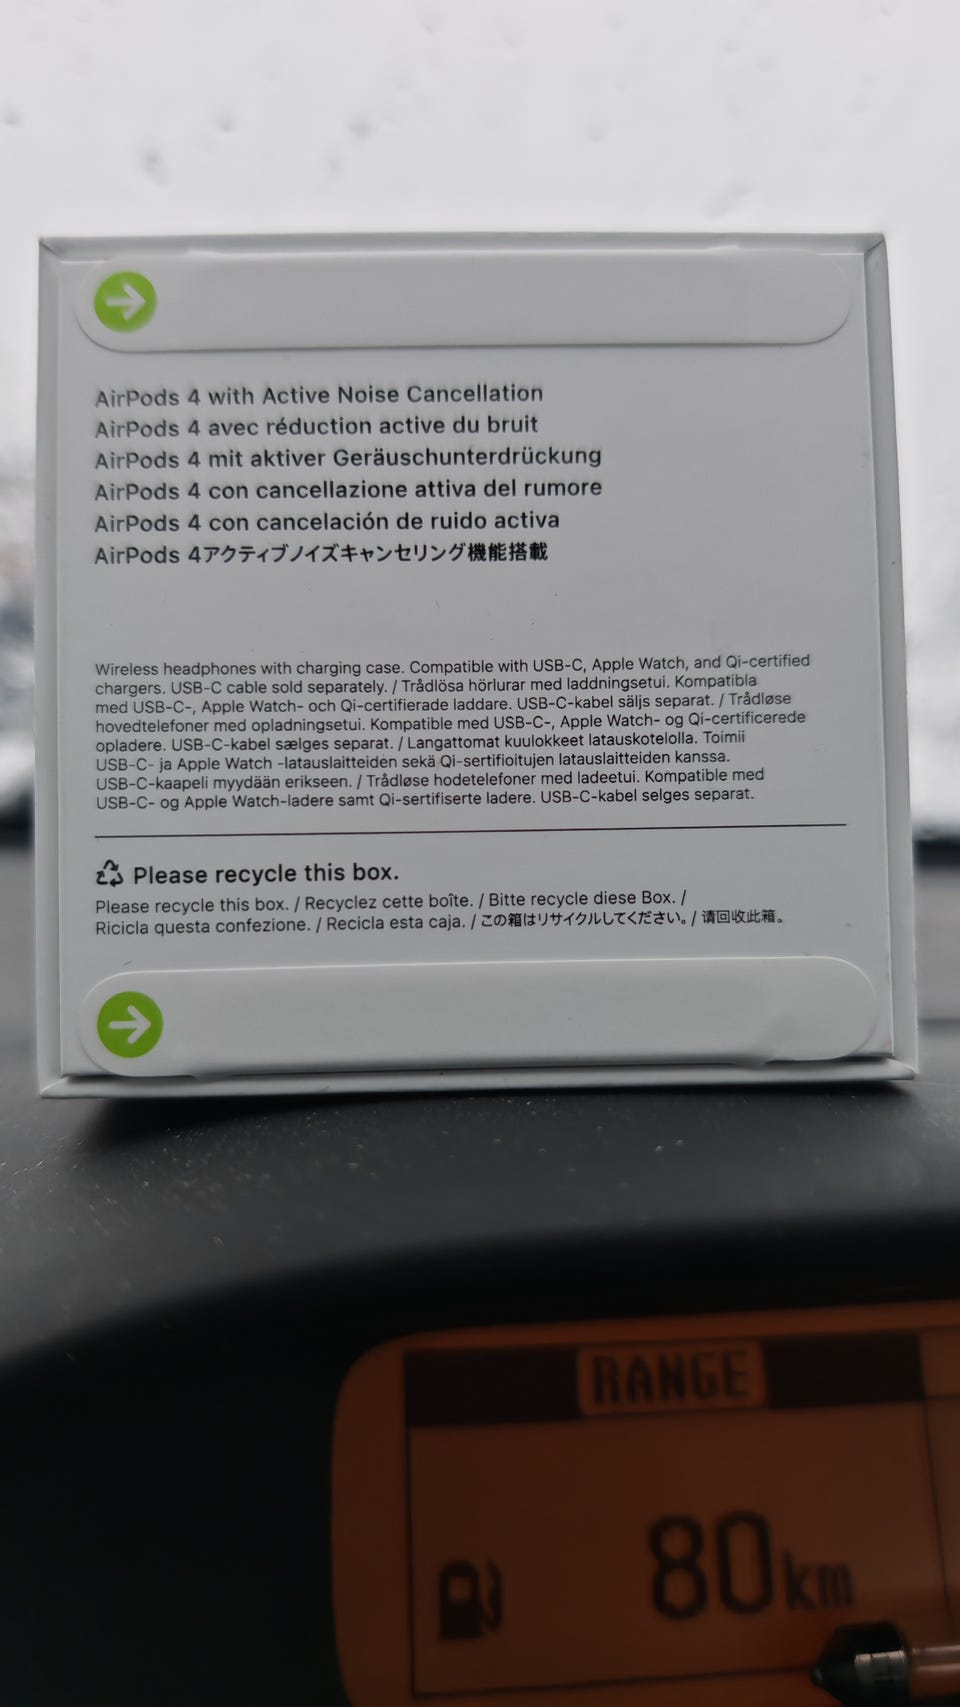 AirPods 4 with Active Noise Cancellation
AirPods 4 avec réduction active du bruit
AirPods 4 mit aktiver Geräuschunterdrückung
AirPods 4 con cancellazione attiva del rumore
AirPods 4 con cancelación de ruido activa
AirPods 4アクティブノイズキャンセリング機能搭載
Wireless headphones with charging case. Compatible with USB-C, Apple Watch, and Qi-certified
chargers. USB-C cable sold separately. / Trådlösa hörlurar med laddningsetui. Kompatibla
med USB-C-, Apple Watch- och Qi-certifierade laddare. USB-C-kabel säljs separat. / Trådløse
hovedtelefoner med opladningsetui. Kompatible med USB-C-, Apple Watch- og Qi-certificerede
opladere. USB-C-kabel sælges separat. / Langattomat kuulokkeet latauskotelolla. Toimii
USB-C- ja Apple Watch -latauslaitteiden sekä Qi-sertifioitujen latauslaitteiden kanssa.
USB-C-kaapeli myydään erikseen. / Trådløse hodetelefoner med ladeetui. Kompatible med
USB-C- og Apple Watch-ladere samt Qi-sertifiserte ladere. USB-C-kabel selges separat.
Please recycle this box.
Please recycle this box. / Recyclez cette boîte. / Bitte recycle diese Box. /
Ricicla questa confezione. / Recicla esta caja. / この箱はリサイクルしてください。/ 请回收此箱。
RANGE
80km